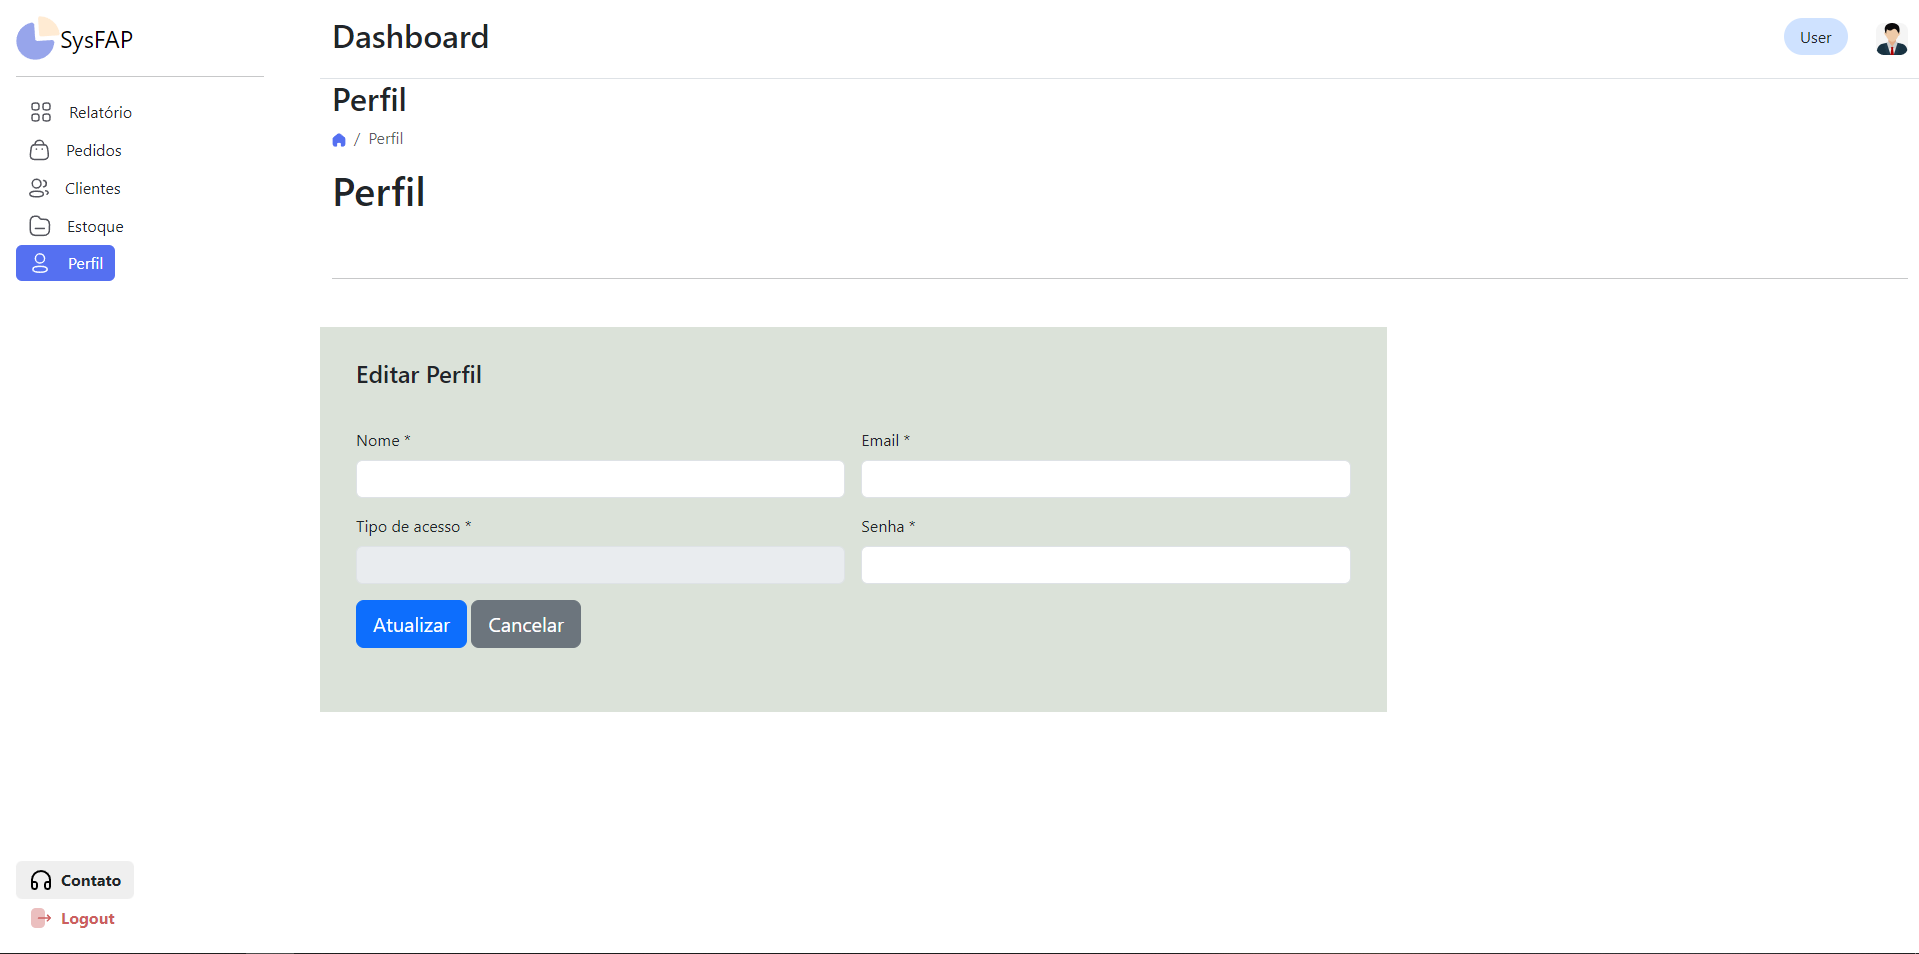 SysFAP
Relatório
Pedidos
Clientes
Estoque
Perfil
Contato
Logout
Dashboard
User
Perfil
/ Perfil
Perfil
Editar Perfil
Nome *
Email *
Tipo de acesso *
Senha *
Atualizar
Cancelar